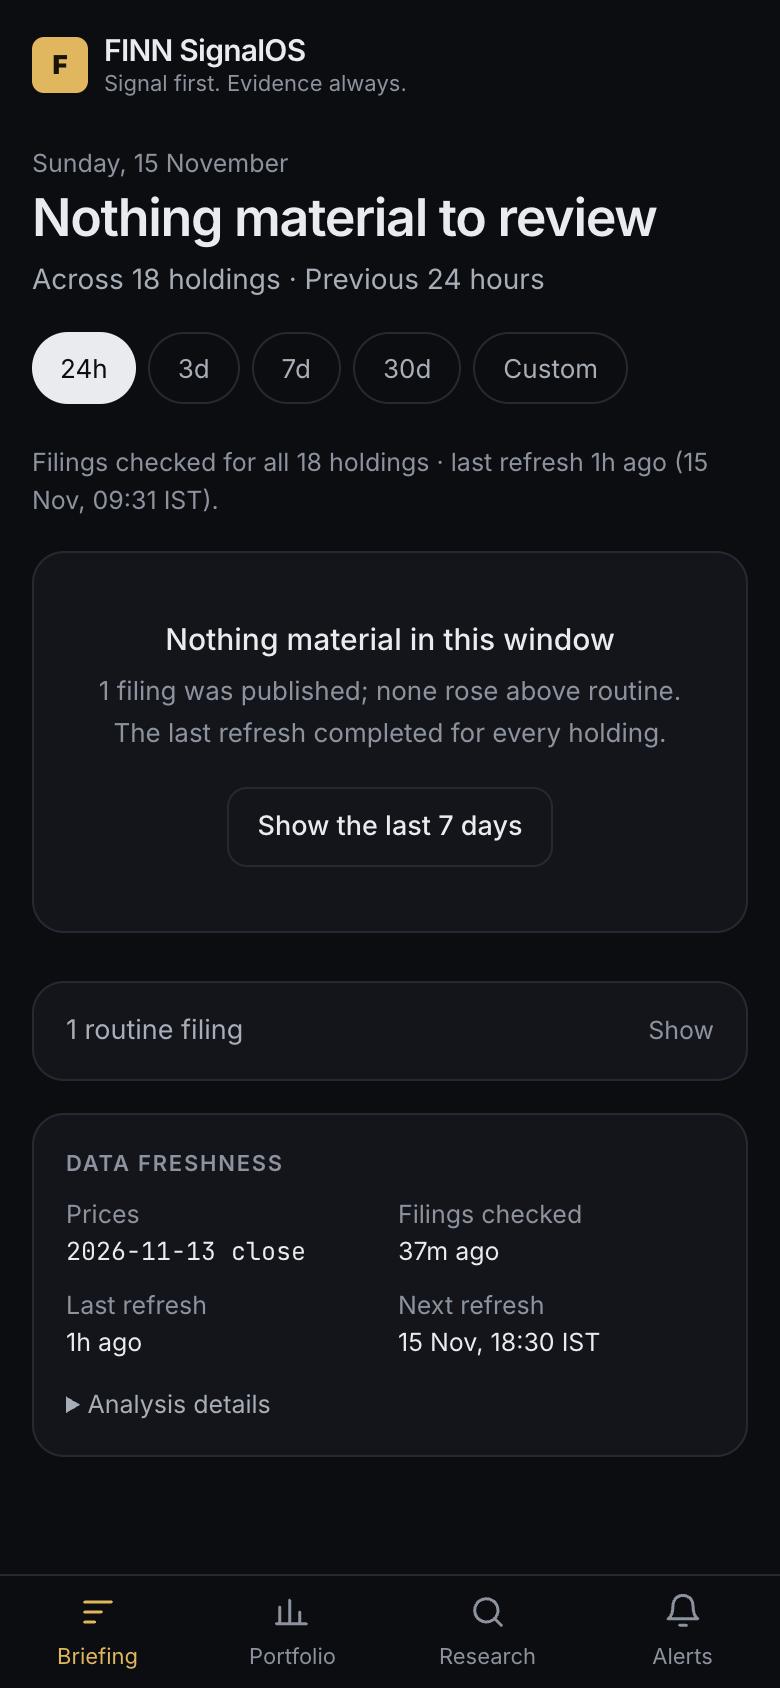 F
FINN SignalOS
Signal first. Evidence always.
Sunday, 15 November
Nothing material to review
Across 18 holdings · Previous 24 hours
24h 3d 7d 30d Custom
Filings checked for all 18 holdings · last refresh 1h ago (15
Nov, 09:31 IST).
Nothing material in this window
1 filing was published; none rose above routine.
The last refresh completed for every holding.
Show the last 7 days
1 routine filing Show
DATA FRESHNESS
Prices Filings checked
2026-11-13 close 37m ago
Last refresh Next refresh
1h ago 15 Nov, 18:30 IST
Analysis details
Briefing Portfolio Research Alerts